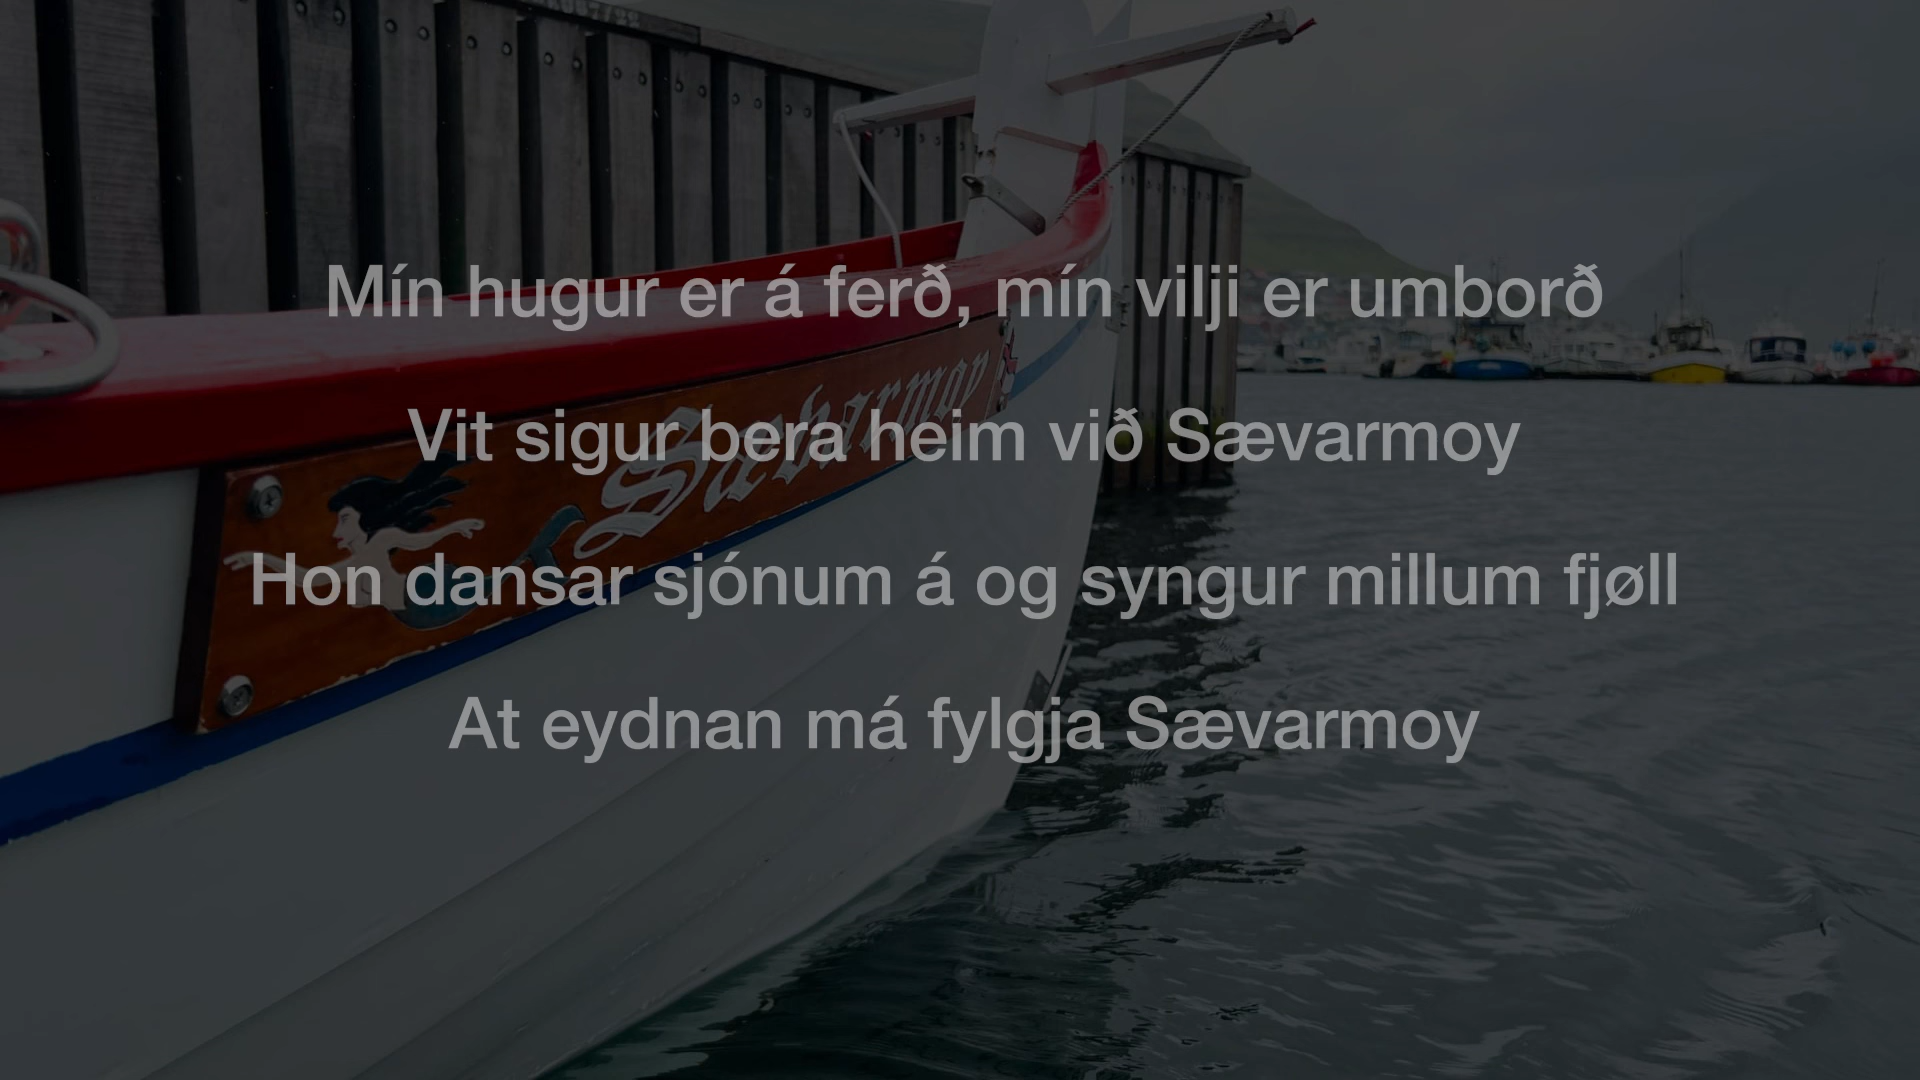 Mín hugur er á ferð, mín vilji er umborð
Vit sigur bera heim við Sævarmoy
Sævarmoy
Hon dansar sjónum á og syngur millum fjøll
At eydnan má fylgja Sævarmoy